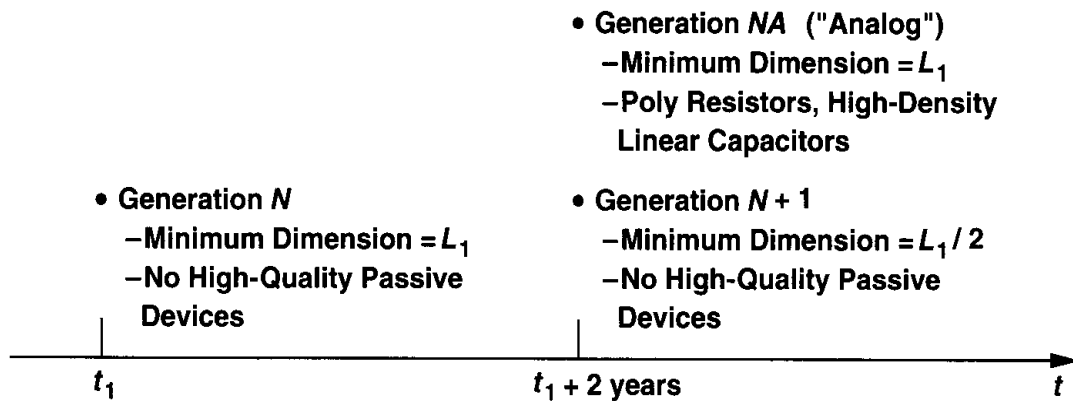 • Generation NA ("Analog")
–Minimum Dimension = L₁
–Poly Resistors, High-Density
Linear Capacitors
• Generation N
–Minimum Dimension = L₁
–No High-Quality Passive
Devices
• Generation N + 1
–Minimum Dimension = L₁ / 2
–No High-Quality Passive
Devices
t₁
t₁ + 2 years
t